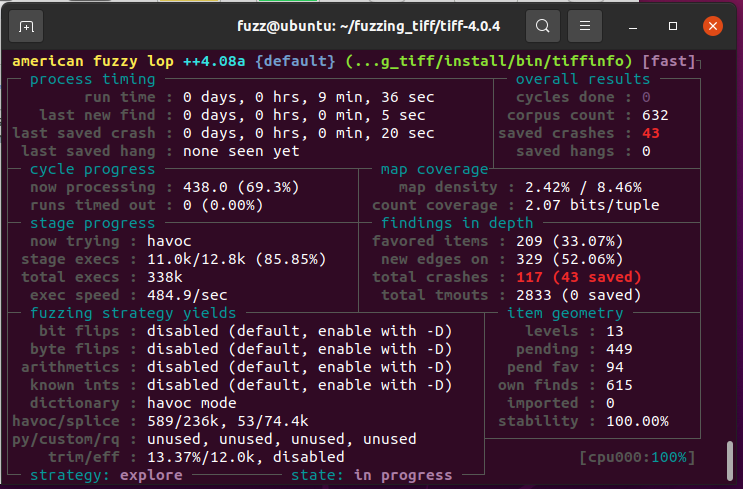 fuzz@ubuntu: ~/fuzzing_tiff/tiff-4.0.4
american fuzzy lop ++4.08a {default} (...g_tiff/install/bin/tiffinfo) [fast]
process timing overall results
run time : 0 days, 0 hrs, 9 min, 36 sec cycles done : 0
last new find : 0 days, 0 hrs, 0 min, 5 sec corpus count : 632
last saved crash : 0 days, 0 hrs, 0 min, 20 sec saved crashes : 43
last saved hang : none seen yet saved hangs : 0
cycle progress map coverage
now processing : 438.0 (69.3%) map density : 2.42% / 8.46%
runs timed out : 0 (0.00%) count coverage : 2.07 bits/tuple
stage progress findings in depth
now trying : havoc favored items : 209 (33.07%)
stage execs : 11.0k/12.8k (85.85%) new edges on : 329 (52.06%)
total execs : 338k total crashes : 117 (43 saved)
exec speed : 484.9/sec total tmouts : 2833 (0 saved)
fuzzing strategy yields item geometry
bit flips : disabled (default, enable with -D) levels : 13
byte flips : disabled (default, enable with -D) pending : 449
arithmetics : disabled (default, enable with -D) pend fav : 94
known ints : disabled (default, enable with -D) own finds : 615
dictionary : havoc mode imported : 0
havoc/splice : 589/236k, 53/74.4k stability : 100.00%
py/custom/rq : unused, unused, unused, unused
trim/eff : 13.37%/12.0k, disabled [cpu000:100%]
strategy: explore state: in progress